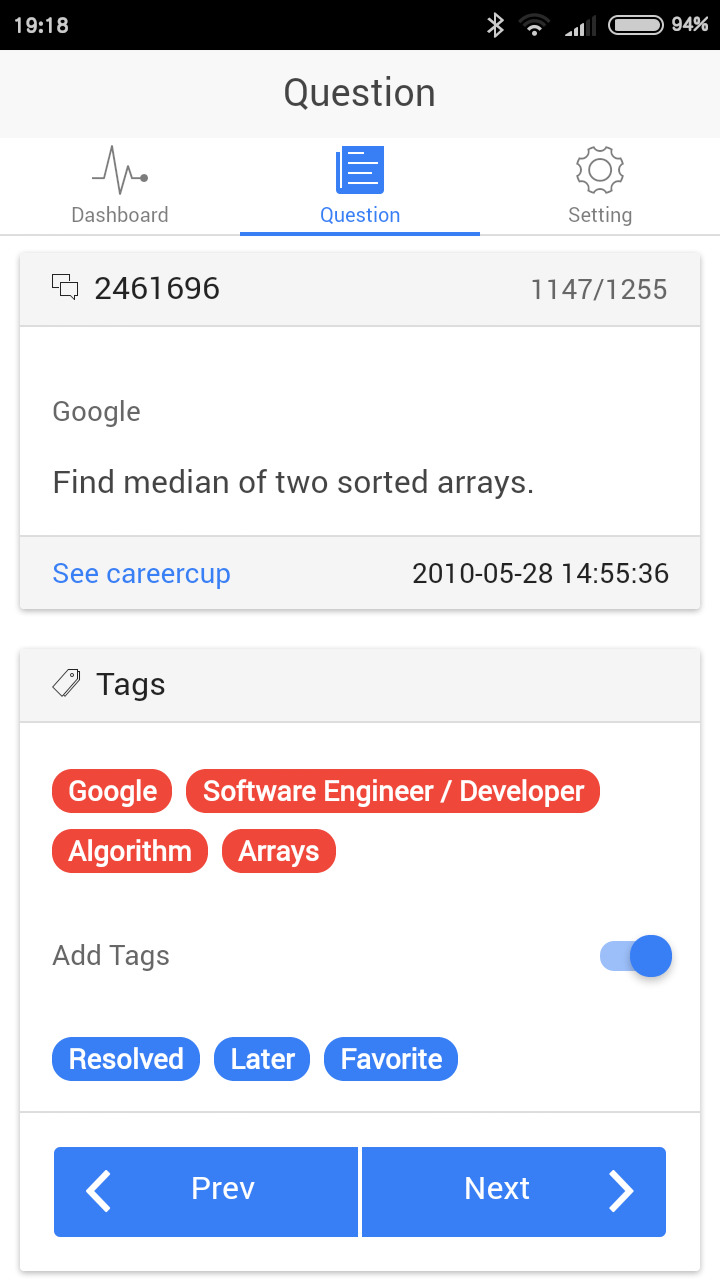 19:18 94%
Question
Dashboard Question Setting
2461696 1147/1255
Google
Find median of two sorted arrays.
See careercup 2010-05-28 14:55:36
Tags
Google Software Engineer / Developer
Algorithm Arrays
Add Tags
Resolved Later Favorite
Prev Next